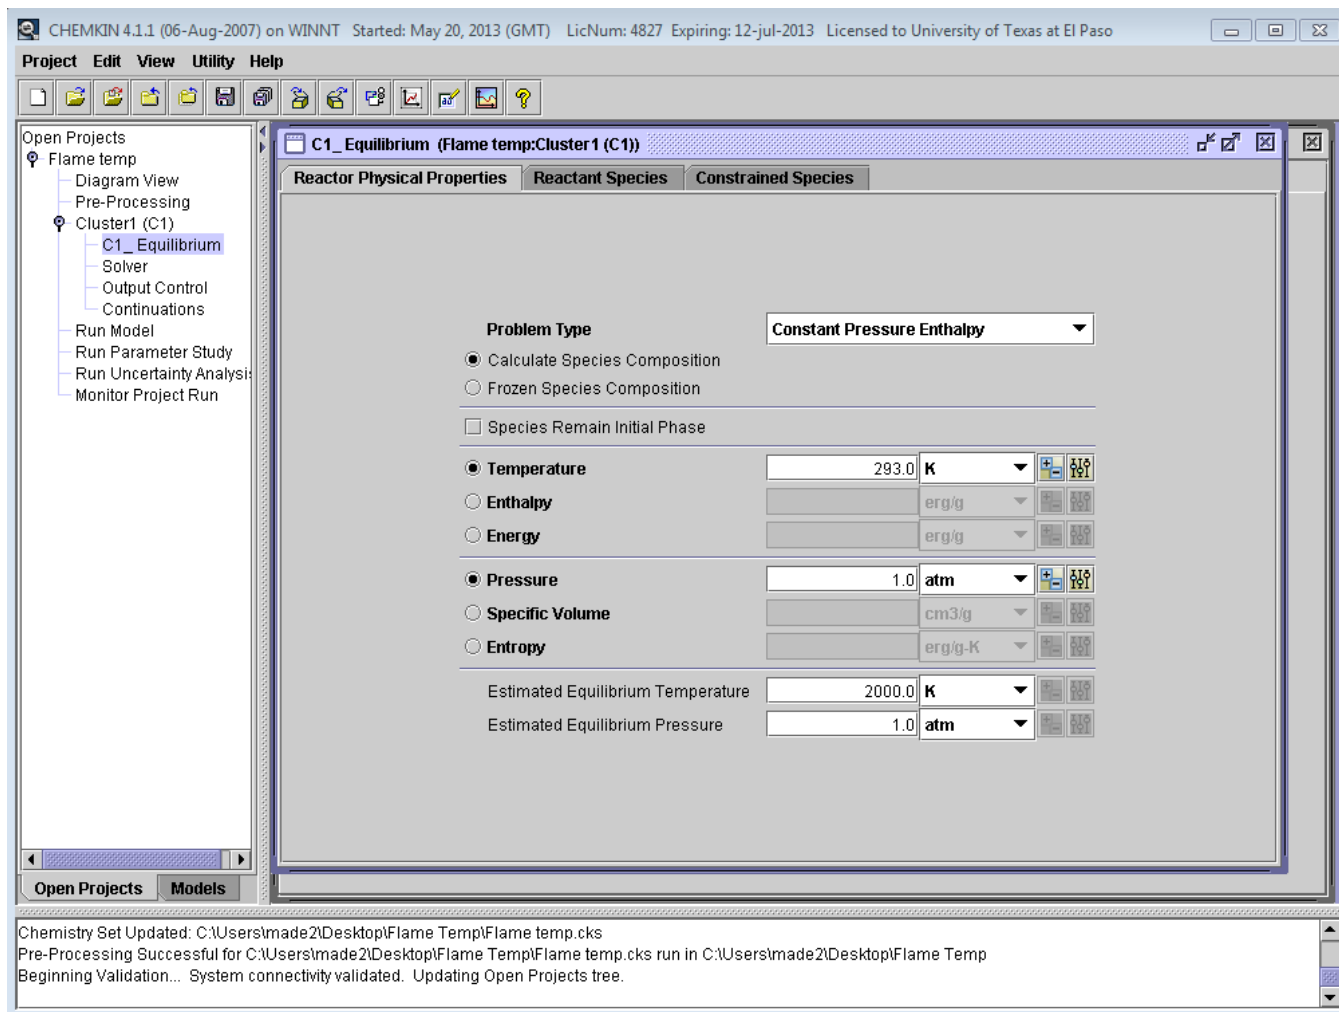 CHEMKIN 4.1.1 (06-Aug-2007) on WINNT Started: May 20, 2013 (GMT) LicNum: 4827 Expiring: 12-jul-2013 Licensed to University of Texas at El Paso
Project Edit View Utility Help
Open Projects
Flame temp
Diagram View
Pre-Processing
Cluster1 (C1)
C1_ Equilibrium
Solver
Output Control
Continuations
Run Model
Run Parameter Study
Run Uncertainty Analysi
Monitor Project Run
Open Projects Models
C1_ Equilibrium (Flame temp:Cluster1 (C1))
Reactor Physical Properties Reactant Species Constrained Species
Problem Type Constant Pressure Enthalpy
Calculate Species Composition
Frozen Species Composition
Species Remain Initial Phase
Temperature 293.0 K
Enthalpy erg/g
Energy erg/g
Pressure 1.0 atm
Specific Volume cm3/g
Entropy erg/g-K
Estimated Equilibrium Temperature 2000.0 K
Estimated Equilibrium Pressure 1.0 atm
Chemistry Set Updated: C:\Users\made2\Desktop\Flame Temp\Flame temp.cks
Pre-Processing Successful for C:\Users\made2\Desktop\Flame Temp\Flame temp.cks run in C:\Users\made2\Desktop\Flame Temp
Beginning Validation... System connectivity validated. Updating Open Projects tree.